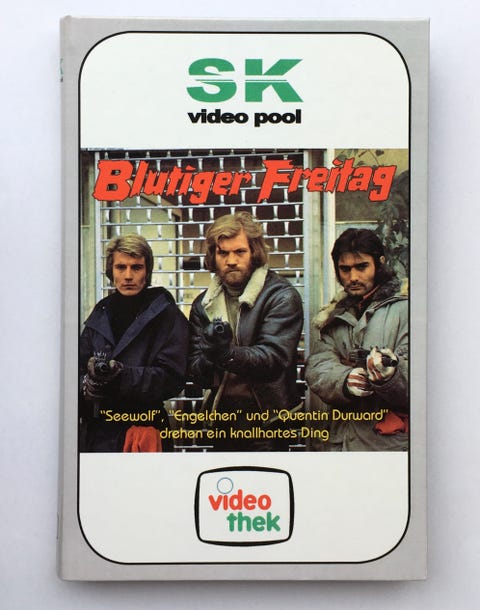 SK
video pool
Blutiger Freitag
"Seewolf", "Engelchen" und "Quentin Durward"
drehen ein knallhartes Ding
video
thek